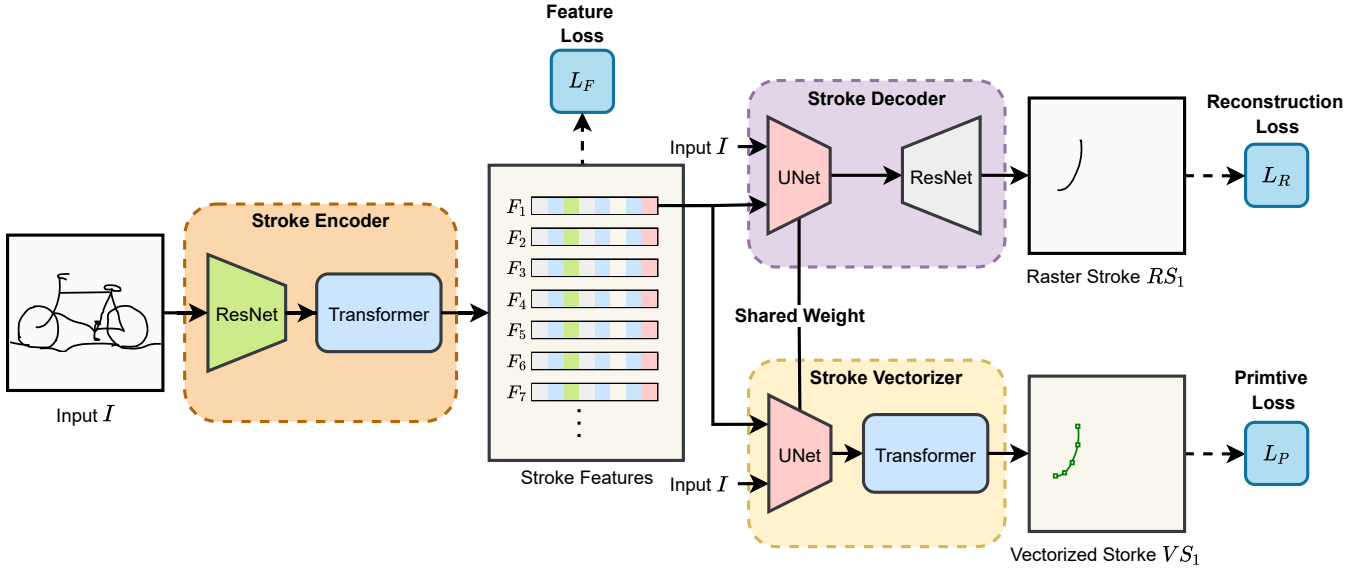 Feature
Loss
L_F
Stroke Encoder
ResNet
Transformer
Input I
F_1
F_2
F_3
F_4
F_5
F_6
F_7
⋮
Stroke Features
Stroke Decoder
Input I
UNet
ResNet
Raster Stroke RS_1
Reconstruction
Loss
L_R
Shared Weight
Stroke Vectorizer
UNet
Transformer
Input I
Vectorized Storke VS_1
Primtive
Loss
L_P